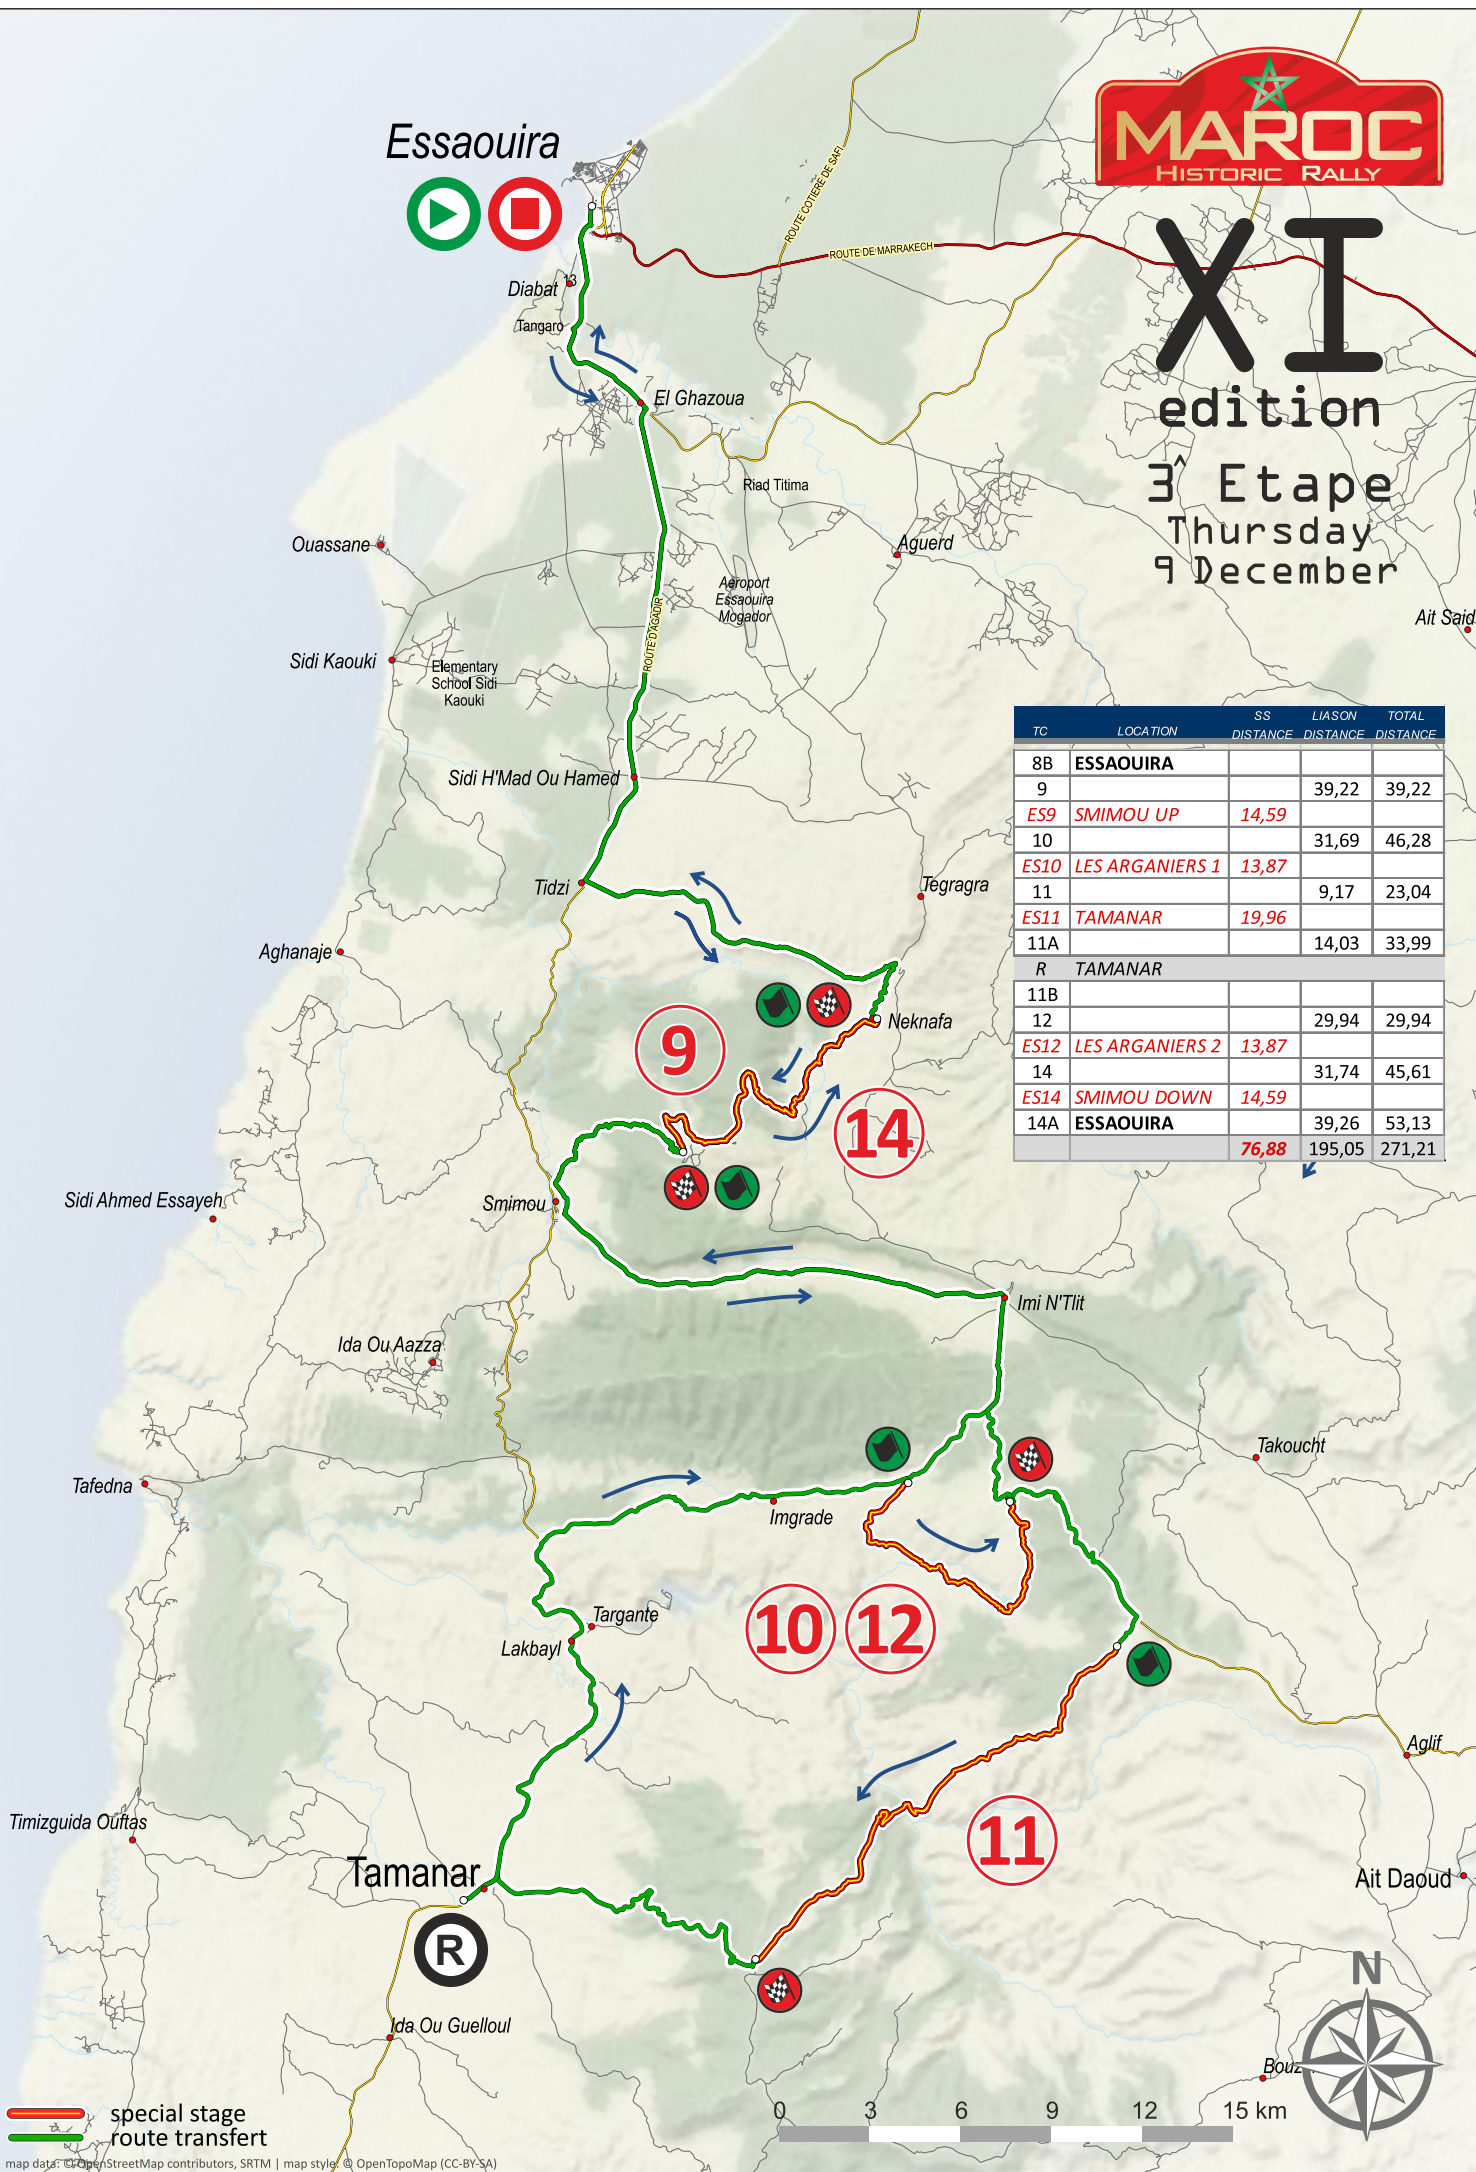 Essaouira
MAROC
HISTORIC RALLY
XI
edition
3^ Etape
Thursday
9 December
ROUTE COTIERE DE SAFI
ROUTE DE MARRAKECH
13
Diabat
Tangaro
El Ghazoua
Riad Titima
Ouassane
Aguerd
Aéroport
Essaouira
Mogador
ROUTE D'AGADIR
Ait Said
Sidi Kaouki
Elementary
School Sidi
Kaouki
Sidi H'Mad Ou Hamed
TC LOCATION SS DISTANCE LIASON DISTANCE TOTAL DISTANCE
8B ESSAOUIRA
9 39,22 39,22
ES9 SMIMOU UP 14,59
10 31,69 46,28
ES10 LES ARGANIERS 1 13,87
11 9,17 23,04
ES11 TAMANAR 19,96
11A 14,03 33,99
R TAMANAR
11B
12 29,94 29,94
ES12 LES ARGANIERS 2 13,87
14 31,74 45,61
ES14 SMIMOU DOWN 14,59
14A ESSAOUIRA 39,26 53,13
76,88 195,05 271,21
Tidzi
Tegragra
Aghanaje
Neknafa
9
14
Sidi Ahmed Essayeh
Smimou
Imi N'Tlit
Ida Ou Aazza
Takoucht
Tafedna
Imgrade
Targante
Lakbayl
10
12
Aglif
Timizguida Ouftas
11
Tamanar
Ait Daoud
R
N
Ida Ou Guelloul
0 3 6 9 12 15 km
special stage
route transfert
map data: © OpenStreetMap contributors, SRTM | map style: © OpenTopoMap (CC-BY-SA)